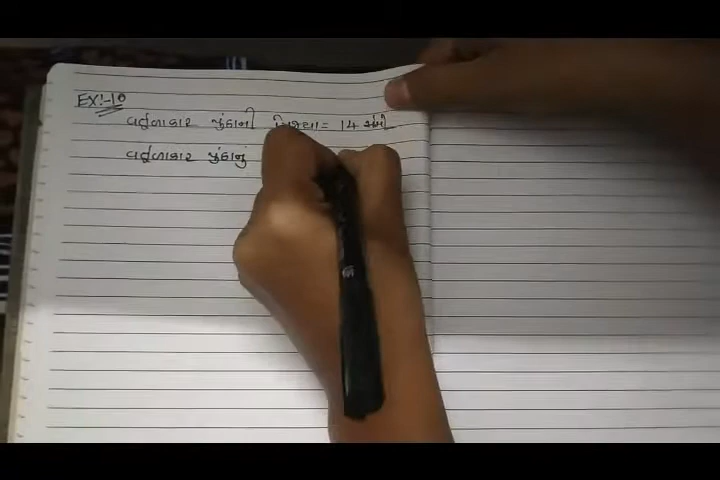 Ex:-10
વર્તુળાકાર ચુંદાની ત્રિજ્યા = 14 સેમી
વર્તુળાકાર ચુંદાનું